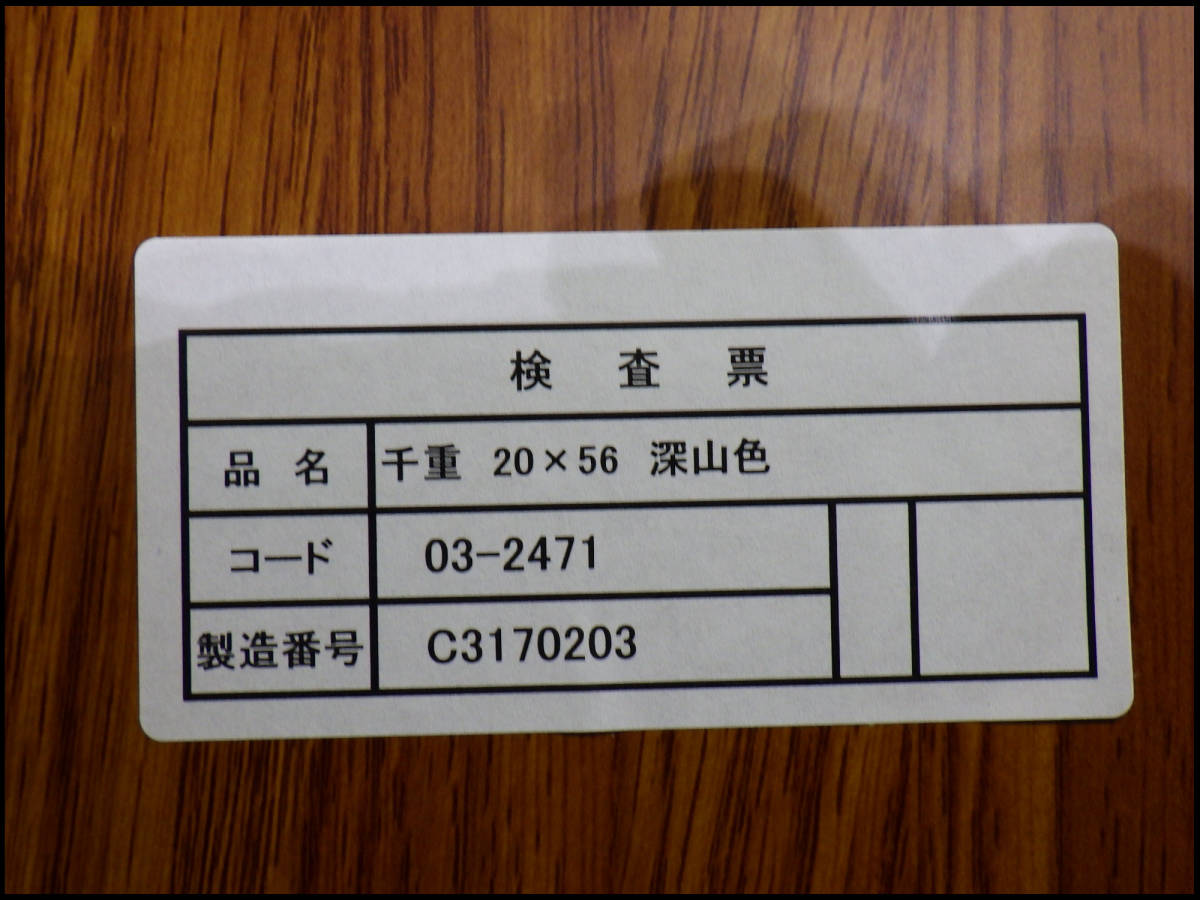 検査票
品名 千重 20×56 深山色
コード 03-2471
製造番号 C3170203